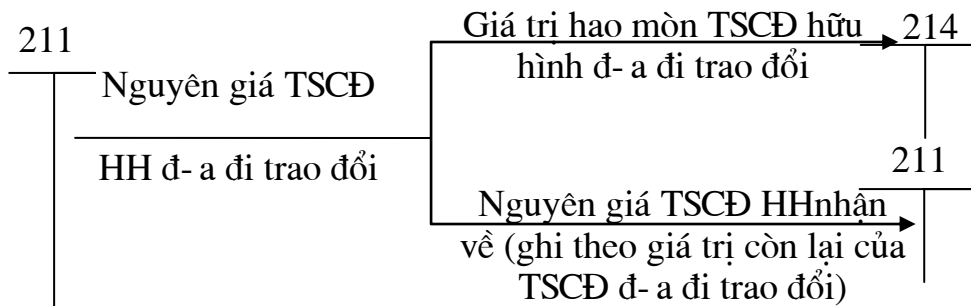 211
Nguyên giá TSCĐ
HH đ- a đi trao đổi
Giá trị hao mòn TSCĐ hữu
hình đ- a đi trao đổi
214
211
Nguyên giá TSCĐ HHnhận
về (ghi theo giá trị còn lại của
TSCĐ đ- a đi trao đổi)